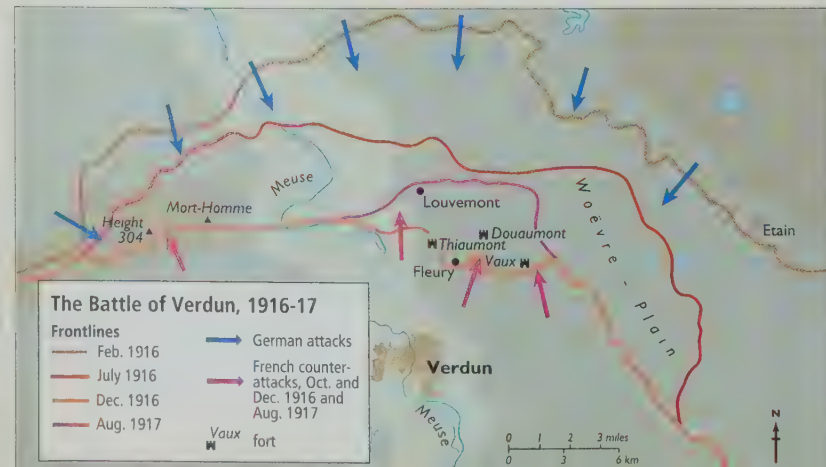 Meuse
Louvemont
Mort-Homme
Height
304
Douaumont
Thiaumont
Vaux
Fleury
Woëvre - Plain
Etain
Verdun
Meuse
The Battle of Verdun, 1916-17
Frontlines
Feb. 1916
July 1916
Dec. 1916
Aug. 1917
German attacks
French counter-
attacks, Oct. and
Dec. 1916 and
Aug. 1917
Vaux
fort
0 1 2 3 miles
0 3 6 km
N